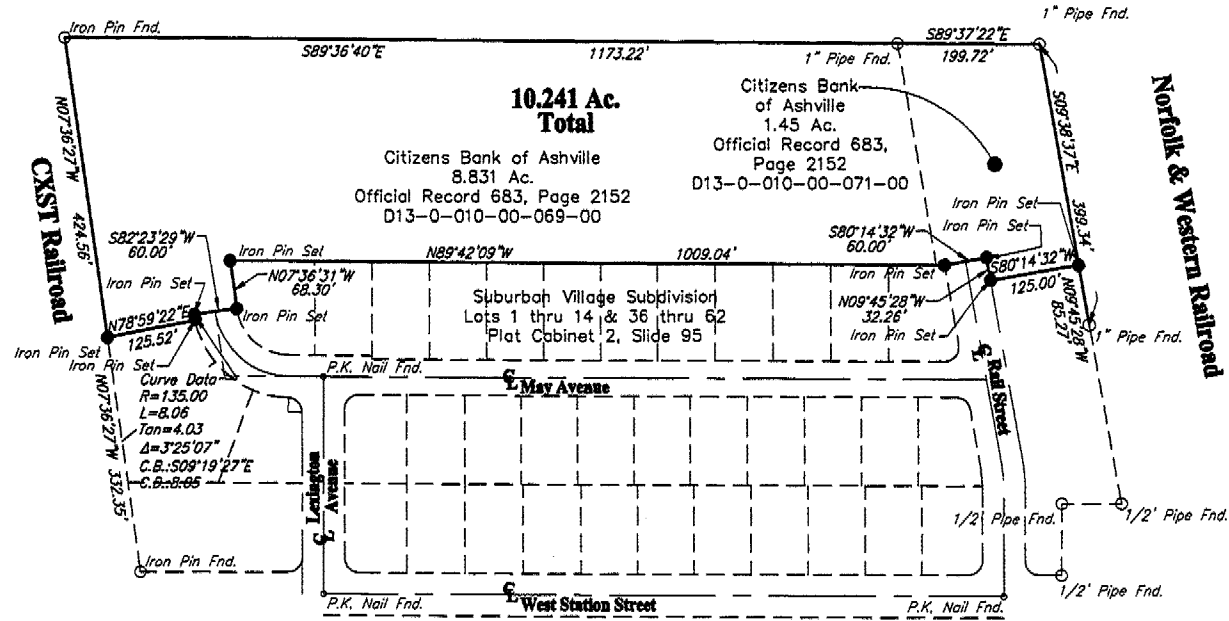 Iron Pin Fnd.
S89°36'40"E
1173.22'
1" Pipe Fnd.
S89°37'22"E
199.72'
1" Pipe Fnd.
10.241 Ac.
Total
Citizens Bank of Ashville
8.831 Ac.
Official Record 683, Page 2152
D13-0-010-00-069-00
Citizens Bank
of Ashville
1.45 Ac.
Official Record 683,
Page 2152
D13-0-010-00-071-00
Norfolk & Western Railroad
S09°38'37"E
399.34'
CXST Railroad
N07°36'27"W
424.56'
S82°23'29"W
60.00'
Iron Pin Set
Iron Pin Set
N07°36'31"W
68.30'
Iron Pin Set
N89°42'09"W
1009.04'
Iron Pin Set
S80°14'32"W
60.00'
Iron Pin Set
Iron Pin Set
S80°14'32"W
125.00'
N09°45'28"W
32.26'
Iron Pin Set
N09°45'28"W
85.27'
1" Pipe Fnd.
N78°59'22"E
125.52'
Iron Pin Set
Iron Pin Set
Suburban Village Subdivision
Lots 1 thru 14 & 36 thru 62
Plat Cabinet 2, Slide 95
Curve Data
R=135.00
L=8.06
Tan=4.03
Δ=3°25'07"
C.B.:S09°19'27"E
C.D.=8.05
N07°36'27"W 332.35'
P.K. Nail Fnd.
CL May Avenue
CL Rail Street
CL Lexington
Avenue
1/2' Pipe Fnd.
1/2' Pipe Fnd.
1/2' Pipe Fnd.
Iron Pin Fnd.
P.K. Nail Fnd.
CL West Station Street
P.K. Nail Fnd.